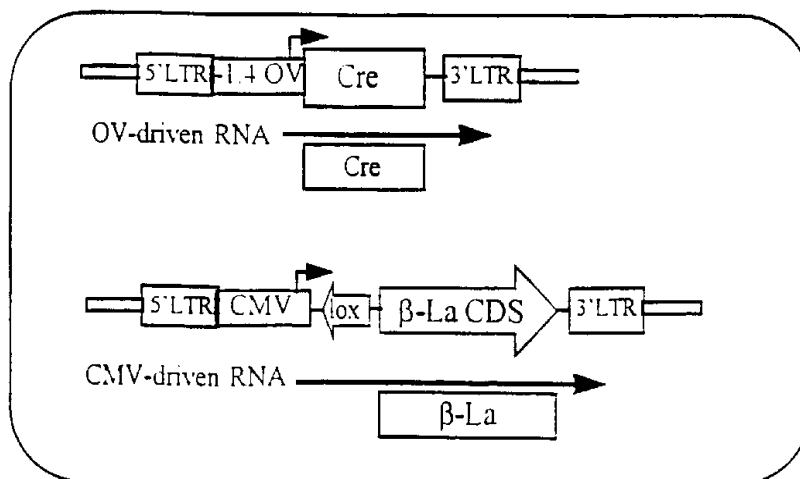 5'LTR -1.4 OV Cre 3'LTR
OV-driven RNA
Cre
5'LTR CMV lox β-La CDS 3'LTR
CMV-driven RNA
β-La